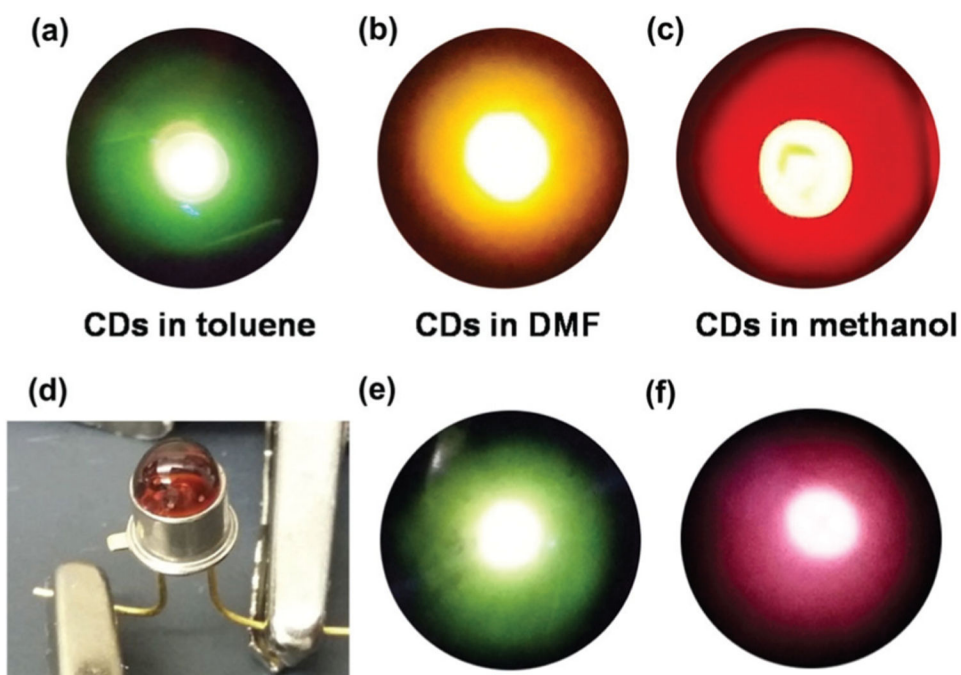 (a)
(b)
(c)
CDs in toluene
CDs in DMF
CDs in methanol
(d)
(e)
(f)